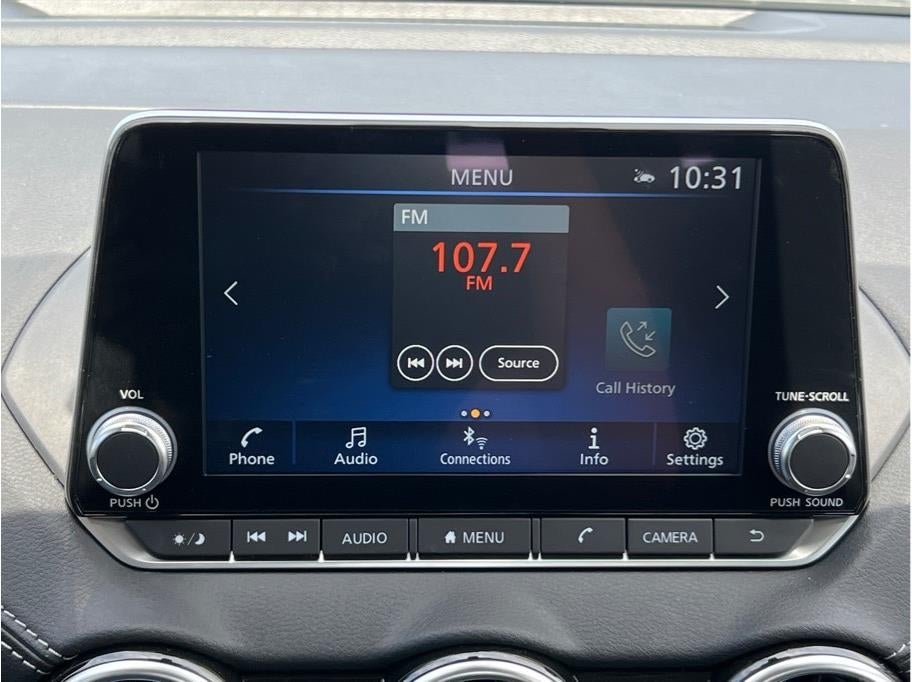 MENU
10:31
FM
107.7
FM
Source
Call History
Phone
Audio
Connections
Info
Settings
VOL
PUSH
TUNE·SCROLL
PUSH SOUND
AUDIO
MENU
CAMERA